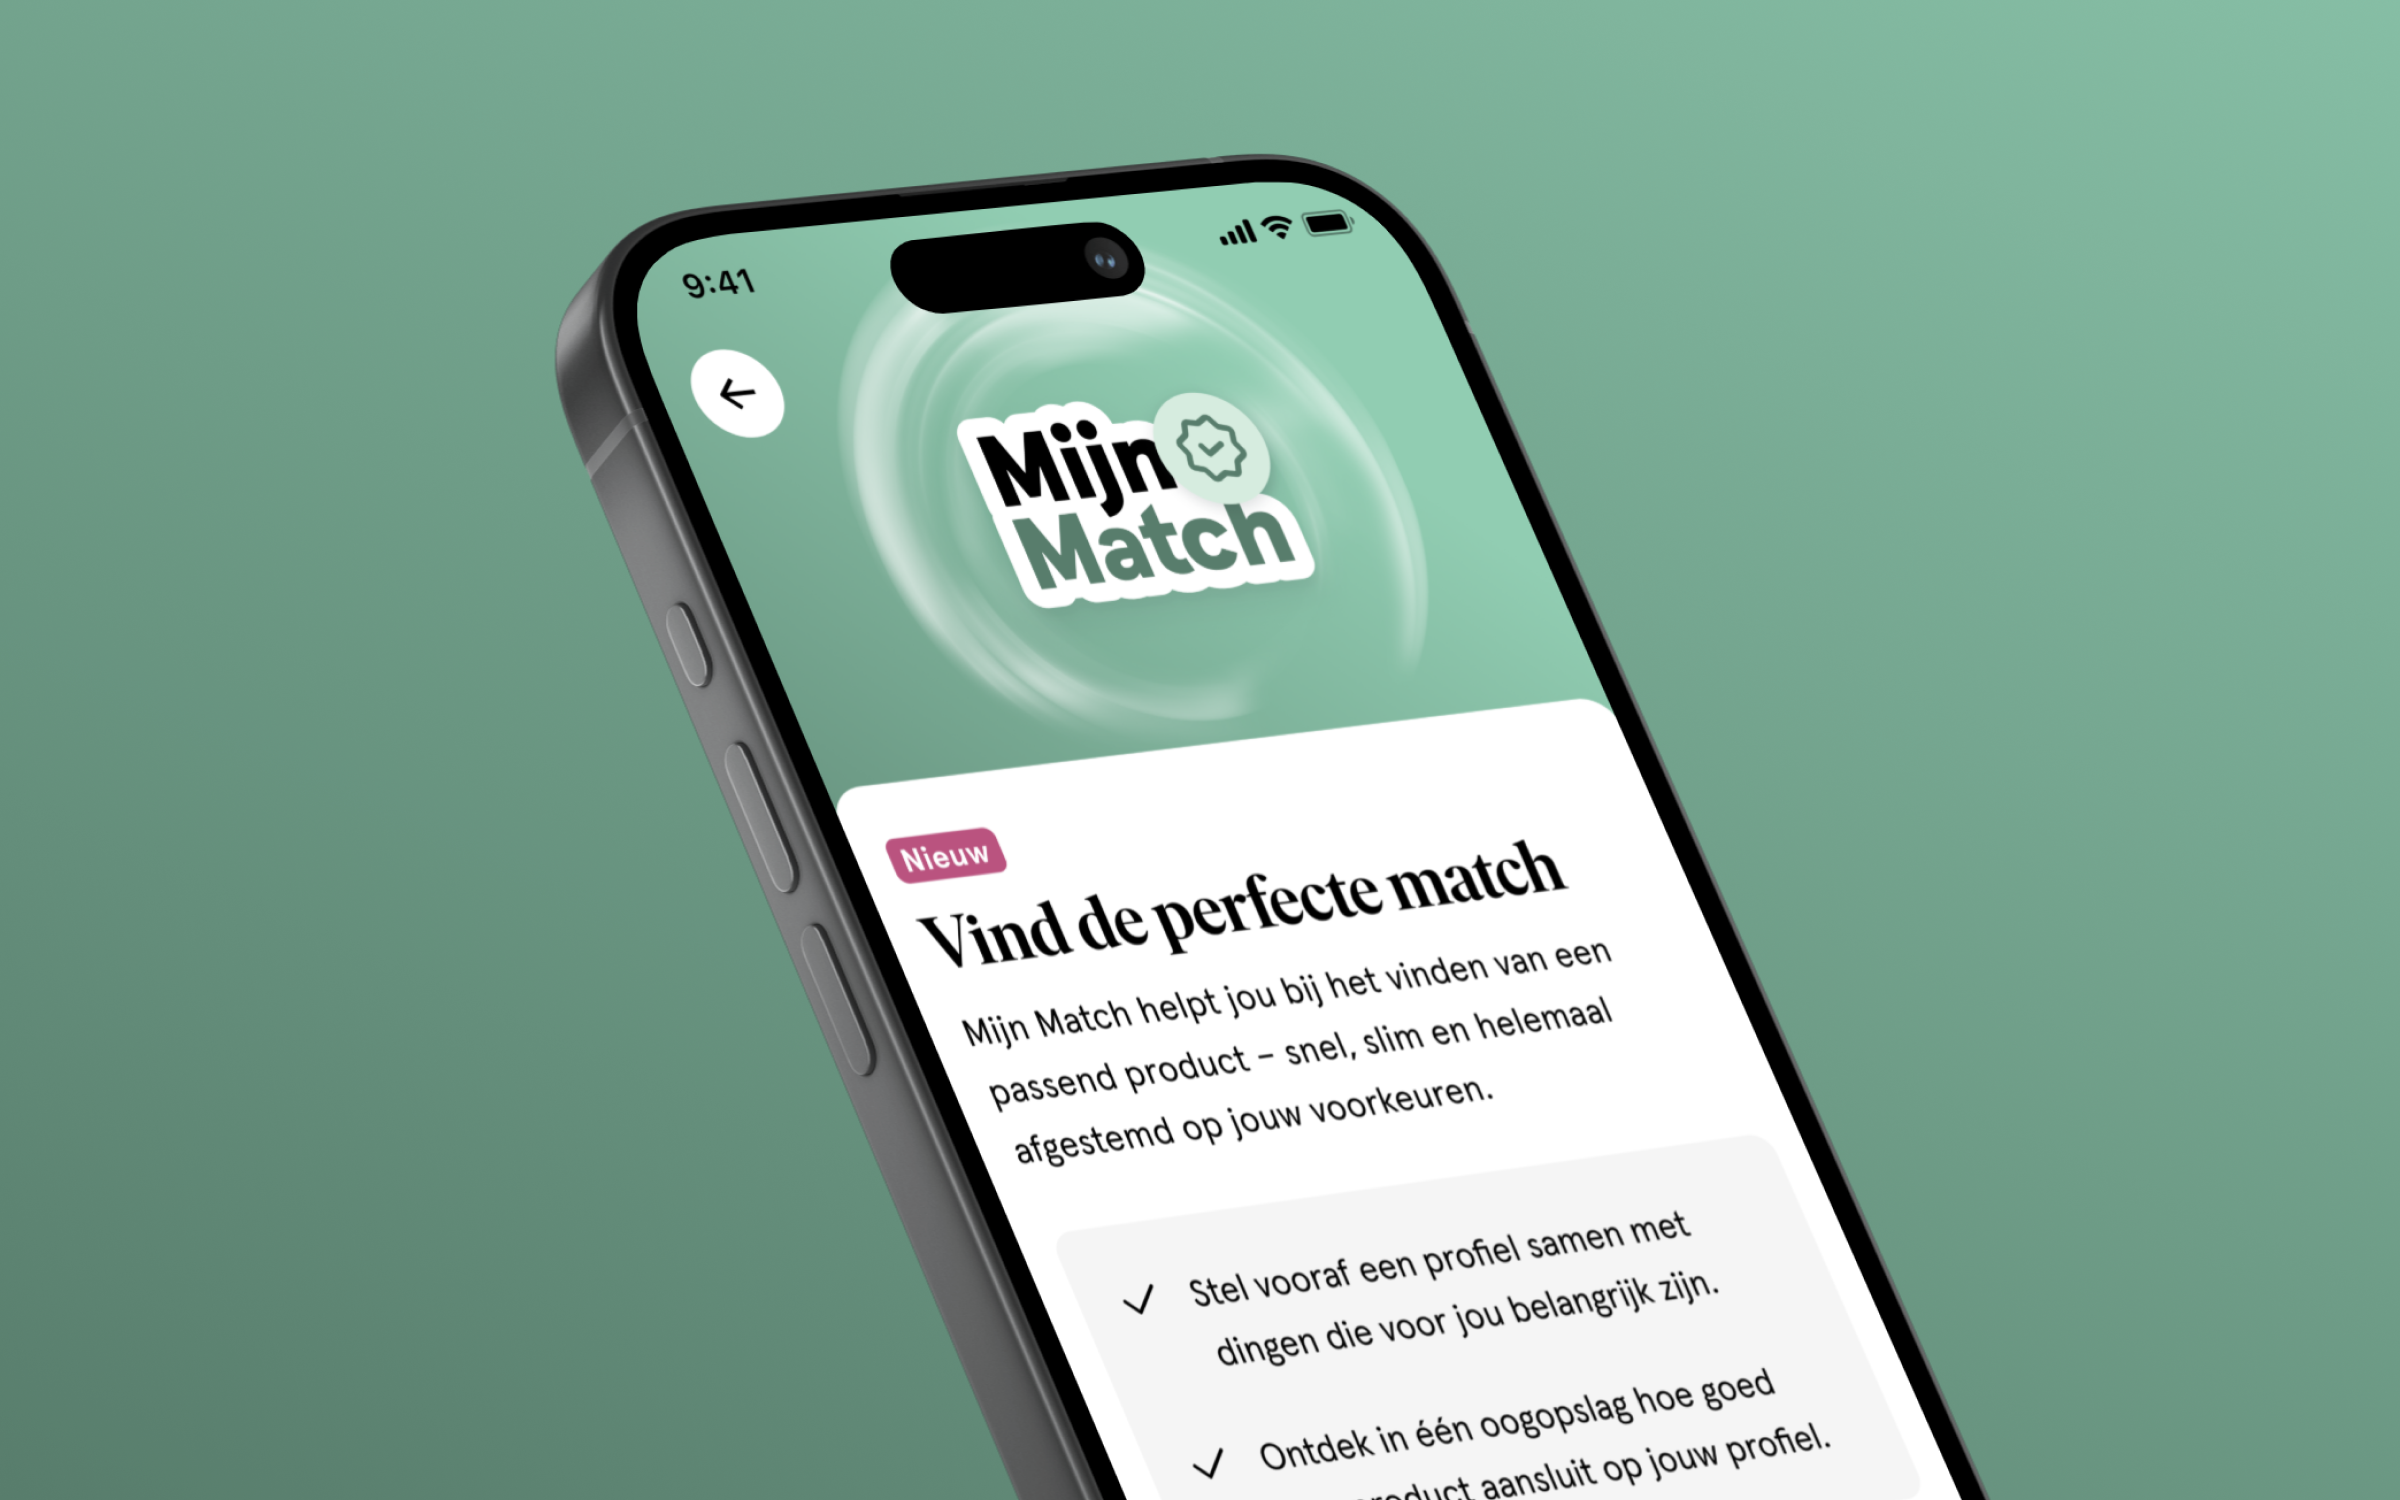 9:41
Mijn
Match
Nieuw
Vind de perfecte match
Mijn Match helpt jou bij het vinden van een
passend product – snel, slim en helemaal
afgestemd op jouw voorkeuren.
Stel vooraf een profiel samen met
dingen die voor jou belangrijk zijn.
Ontdek in één oogopslag hoe goed
product aansluit op jouw profiel.